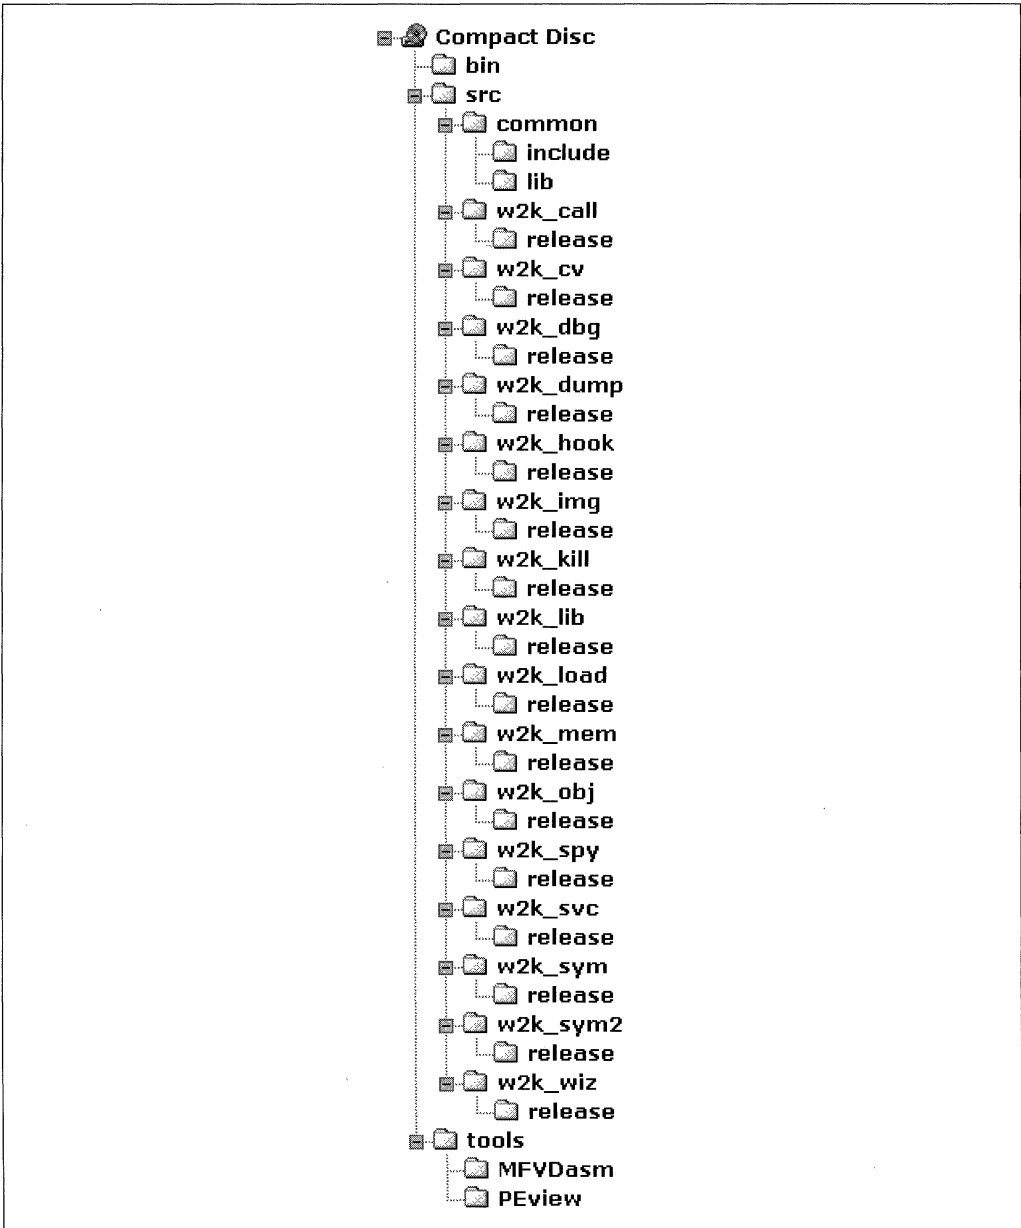 Compact Disc
bin
src
common
include
lib
w2k_call
release
w2k_cv
release
w2k_dbg
release
w2k_dump
release
w2k_hook
release
w2k_img
release
w2k_kill
release
w2k_lib
release
w2k_load
release
w2k_mem
release
w2k_obj
release
w2k_spy
release
w2k_svc
release
w2k_sym
release
w2k_sym2
release
w2k_wiz
release
tools
MFVDasm
PEview